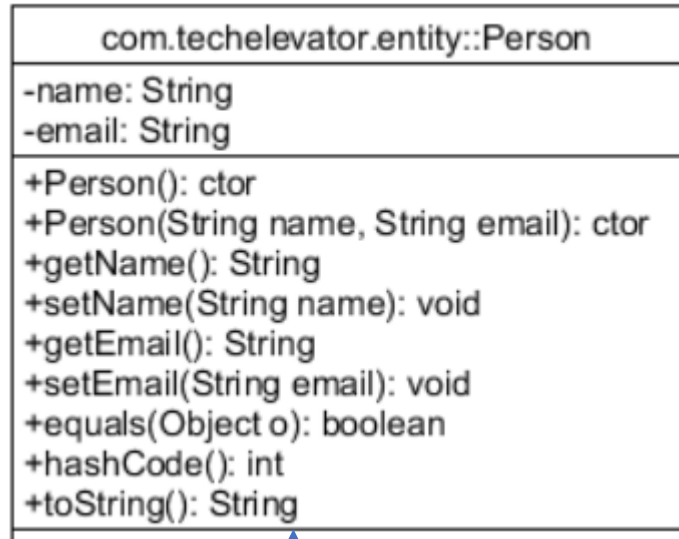 com.techelevator.entity::Person
-name: String
-email: String
+Person(): ctor
+Person(String name, String email): ctor
+getName(): String
+setName(String name): void
+getEmail(): String
+setEmail(String email): void
+equals(Object o): boolean
+hashCode(): int
+toString(): String